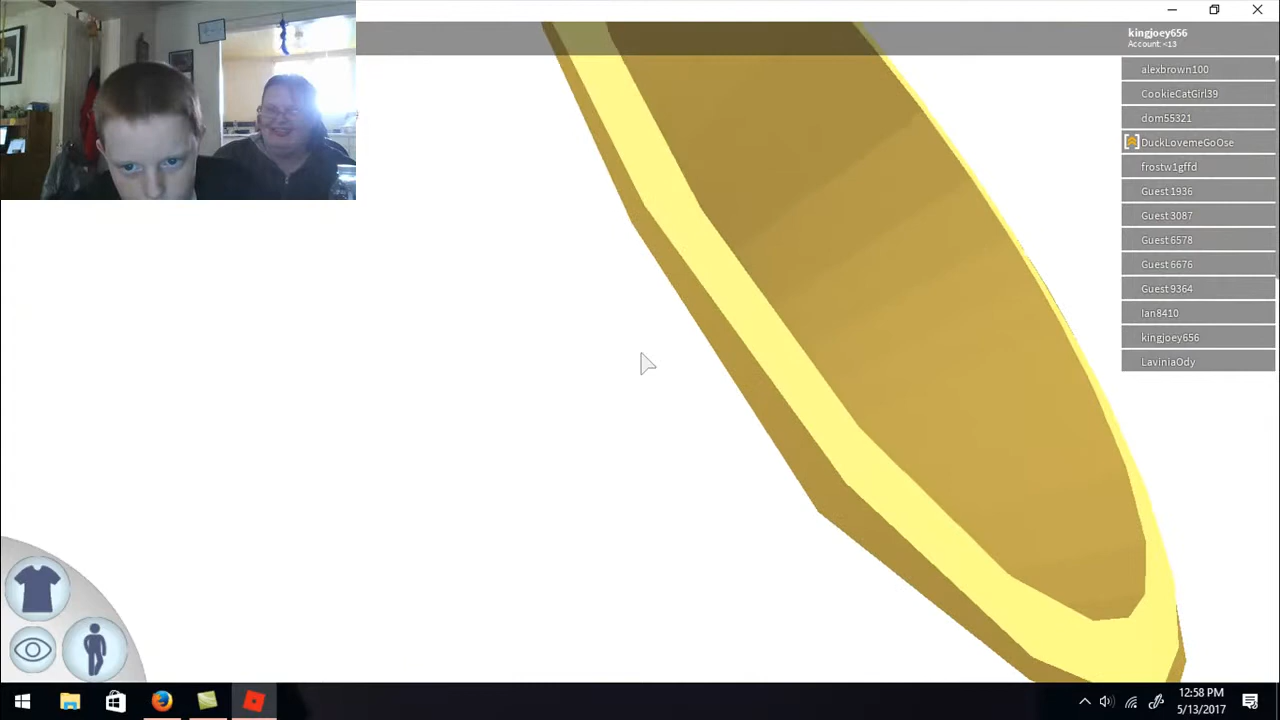 kingjoey656
Account: <13
alexbrown100
CookieCatGirl39
dom55321
DuckLovemeGoOse
frostw1gffd
Guest 1936
Guest 3087
Guest 6578
Guest 6676
Guest 9364
Ian8410
kingjoey656
LaviniaOdy
12:58 PM
5/13/2017